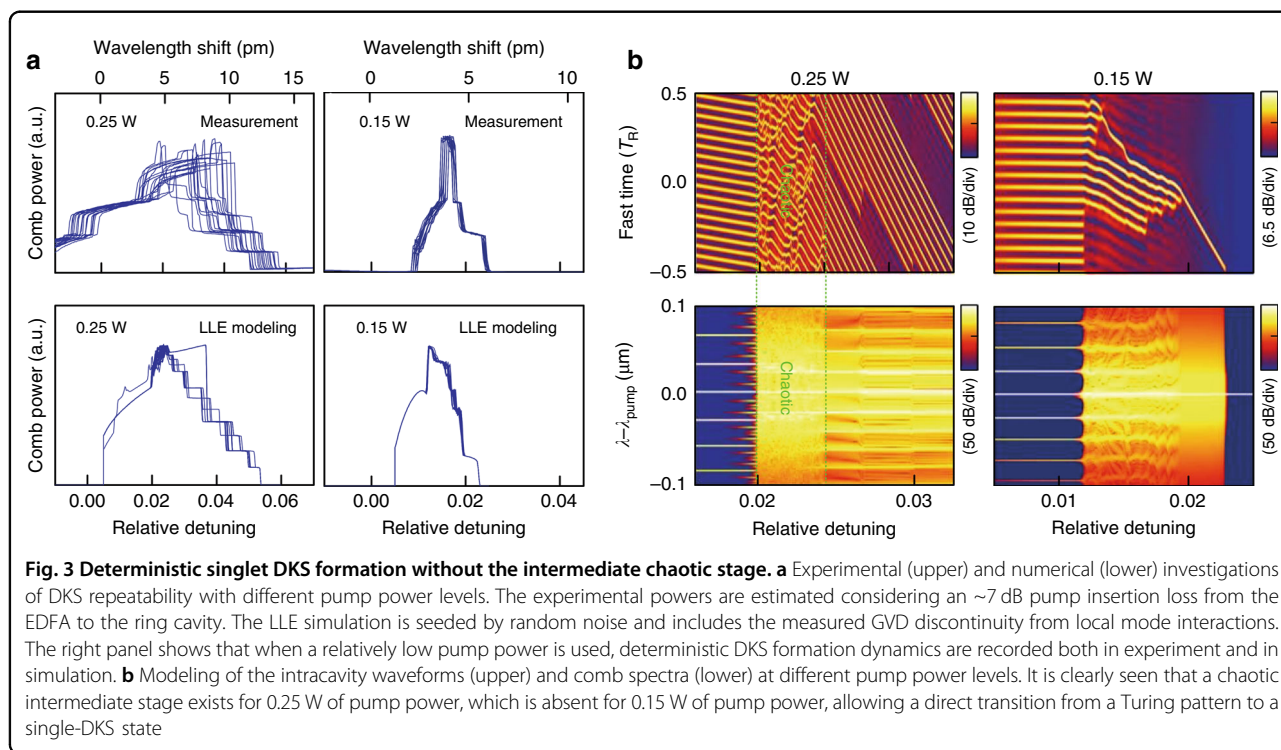 a
Wavelength shift (pm)
0 5 10 15
Wavelength shift (pm)
0 5 10
0.25 W
Measurement
0.15 W
Measurement
Comb power (a.u.)
0.25 W
LLE modeling
0.15 W
LLE modeling
Comb power (a.u.)
0.00 0.02 0.04 0.06
Relative detuning
0.00 0.02 0.04
Relative detuning
b
0.25 W
0.15 W
0.5
0.0
−0.5
Fast time (TR)
Chaotic
(10 dB/div)
(6.5 dB/div)
0.1
0.0
−0.1
λ−λpump (μm)
Chaotic
(50 dB/div)
(50 dB/div)
0.02 0.03
Relative detuning
0.01 0.02
Relative detuning
Fig. 3 Deterministic singlet DKS formation without the intermediate chaotic stage. a Experimental (upper) and numerical (lower) investigations
of DKS repeatability with different pump power levels. The experimental powers are estimated considering an ~7 dB pump insertion loss from the
EDFA to the ring cavity. The LLE simulation is seeded by random noise and includes the measured GVD discontinuity from local mode interactions.
The right panel shows that when a relatively low pump power is used, deterministic DKS formation dynamics are recorded both in experiment and in
simulation. b Modeling of the intracavity waveforms (upper) and comb spectra (lower) at different pump power levels. It is clearly seen that a chaotic
intermediate stage exists for 0.25 W of pump power, which is absent for 0.15 W of pump power, allowing a direct transition from a Turing pattern to a
single-DKS state